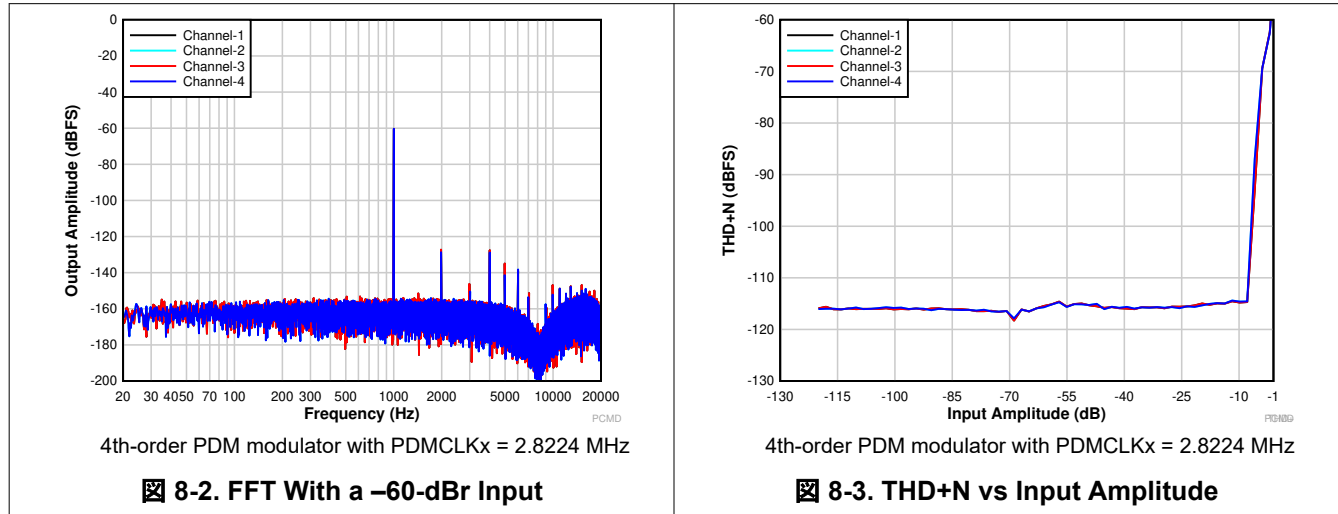 0
-20
-40
-60
-80
-100
-120
-140
-160
-180
-200
Output Amplitude (dBFS)
Channel-1
Channel-2
Channel-3
Channel-4
20 30 40 50 70 100 200 300 500 1000 2000 5000 10000 20000
Frequency (Hz)
PCMD
4th-order PDM modulator with PDMCLKx = 2.8224 MHz
図 8-2. FFT With a –60-dBr Input
-60
-70
-80
-90
-100
-110
-120
-130
THD+N (dBFS)
Channel-1
Channel-2
Channel-3
Channel-4
-130 -115 -100 -85 -70 -55 -40 -25 -10 -1
Input Amplitude (dB)
4th-order PDM modulator with PDMCLKx = 2.8224 MHz
図 8-3. THD+N vs Input Amplitude